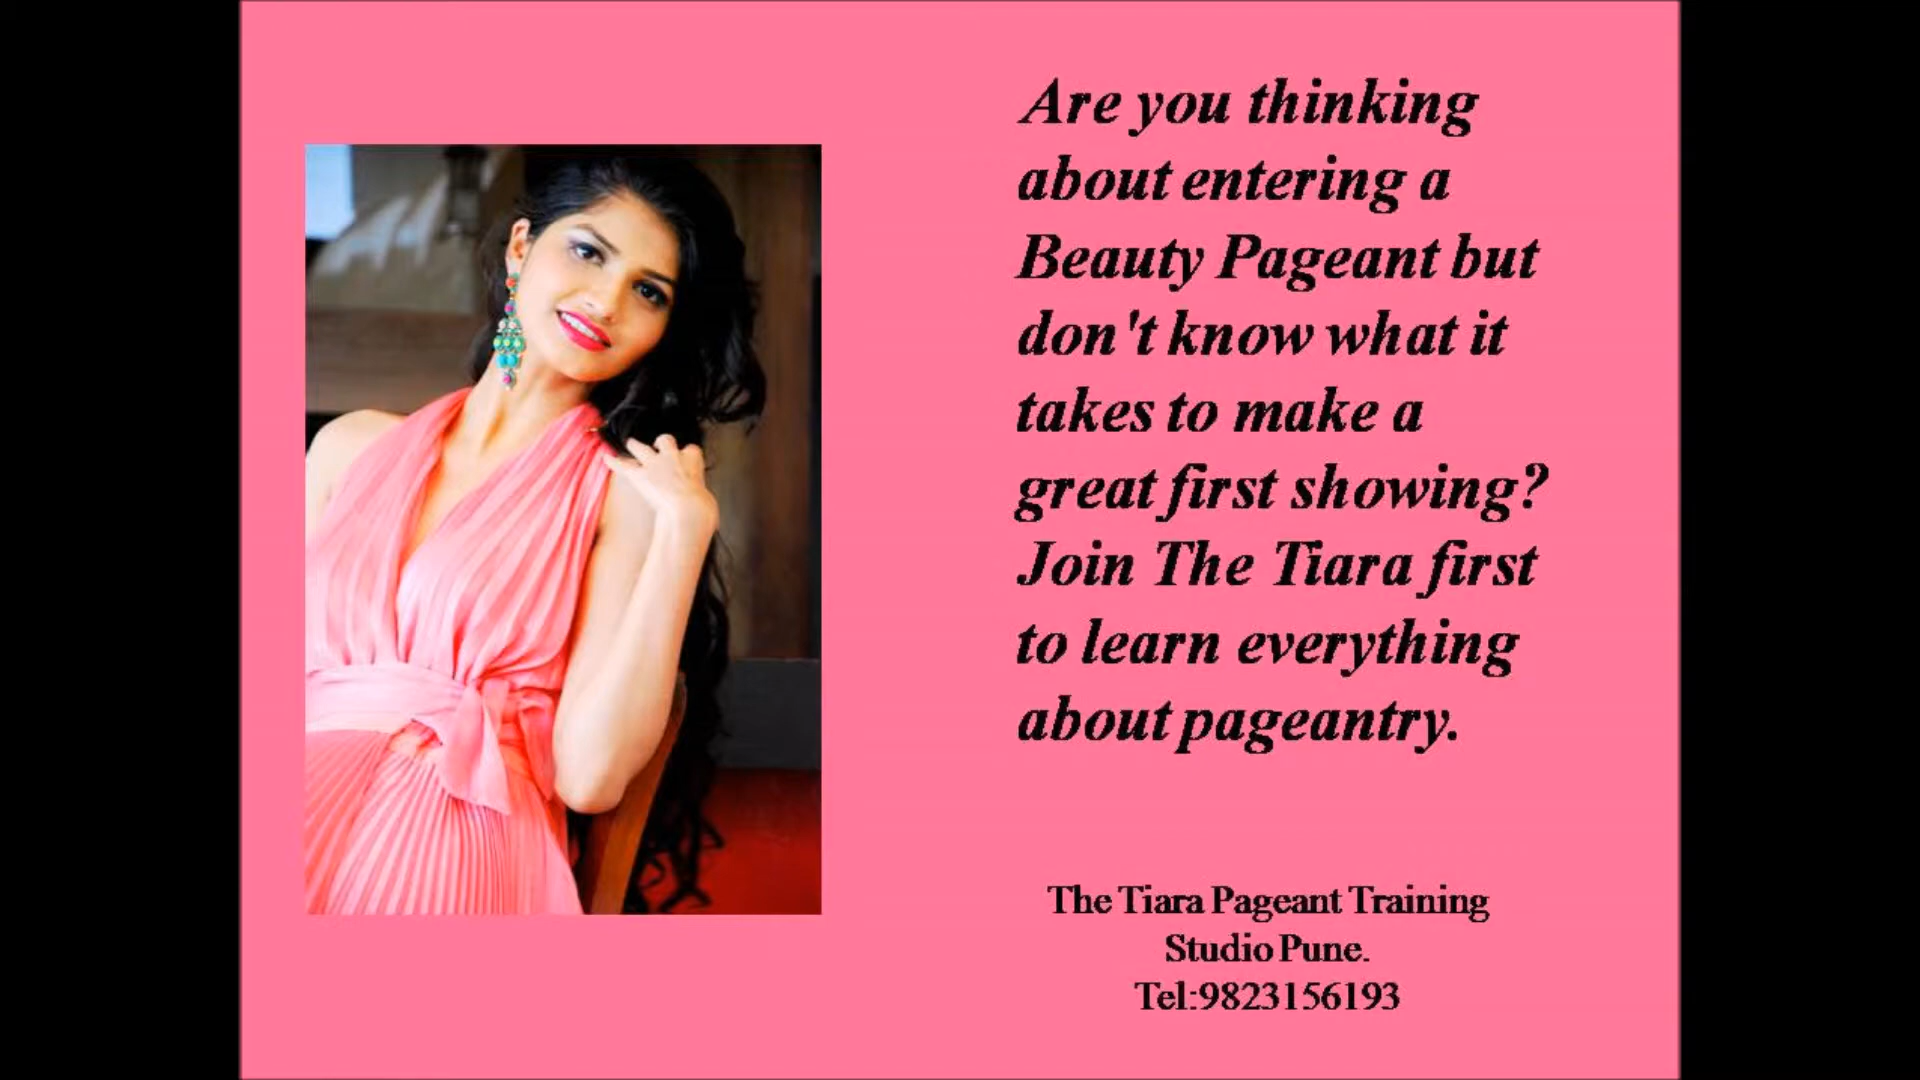 Are you thinking
about entering a
Beauty Pageant but
don't know what it
takes to make a
great first showing?
Join The Tiara first
to learn everything
about pageantry.
The Tiara Pageant Training
Studio Pune.
Tel:9823156193